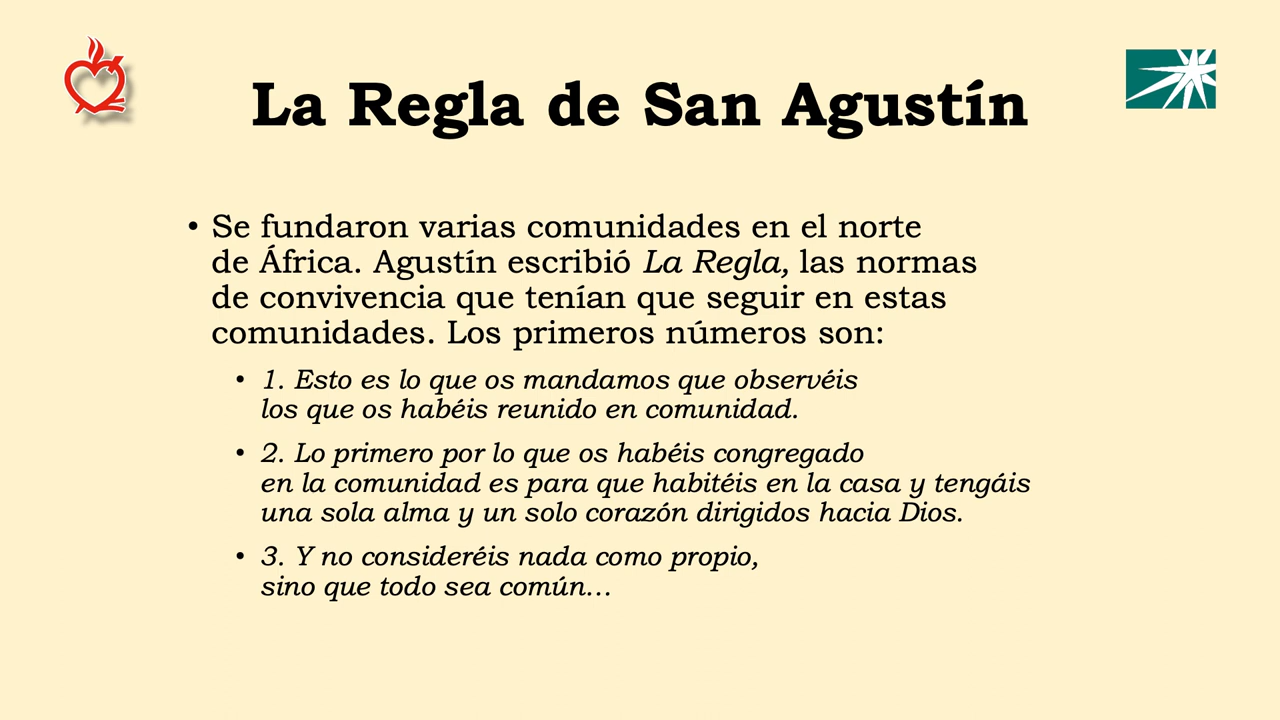 La Regla de San Agustín
• Se fundaron varias comunidades en el norte
de África. Agustín escribió La Regla, las normas
de convivencia que tenían que seguir en estas
comunidades. Los primeros números son:
• 1. Esto es lo que os mandamos que observéis
los que os habéis reunido en comunidad.
• 2. Lo primero por lo que os habéis congregado
en la comunidad es para que habitéis en la casa y tengáis
una sola alma y un solo corazón dirigidos hacia Dios.
• 3. Y no consideréis nada como propio,
sino que todo sea común…